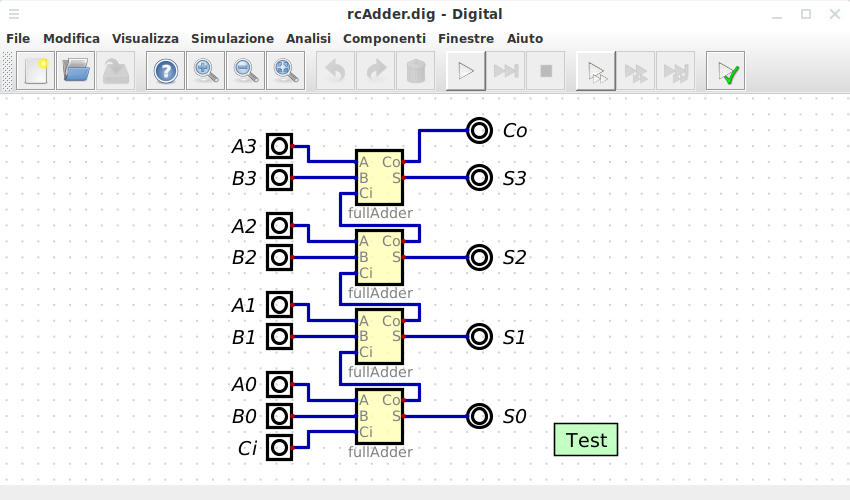 rcAdder.dig - Digital
File Modifica Visualizza Simulazione Analisi Componenti Finestre Aiuto
Co
A3
A Co
B3
B S
S3
Ci
fullAdder
A2
A Co
B2
B S
S2
Ci
fullAdder
A1
A Co
B1
B S
S1
Ci
fullAdder
A0
A Co
B0
B S
S0
Ci
Ci
fullAdder
Test